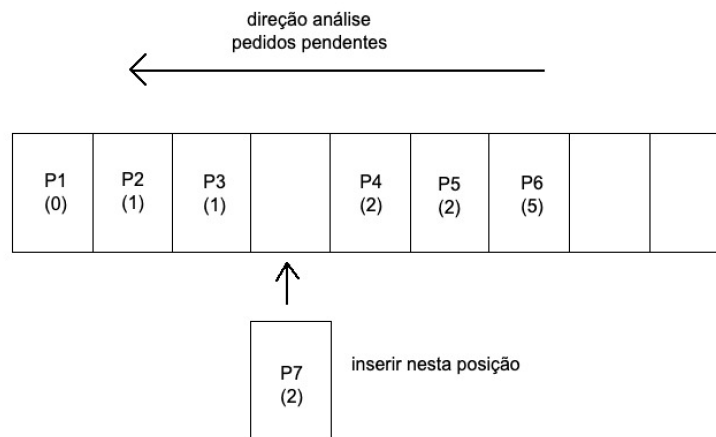 direção análise
pedidos pendentes
P1
(0)
P2
(1)
P3
(1)
P4
(2)
P5
(2)
P6
(5)
P7
(2)
inserir nesta posição